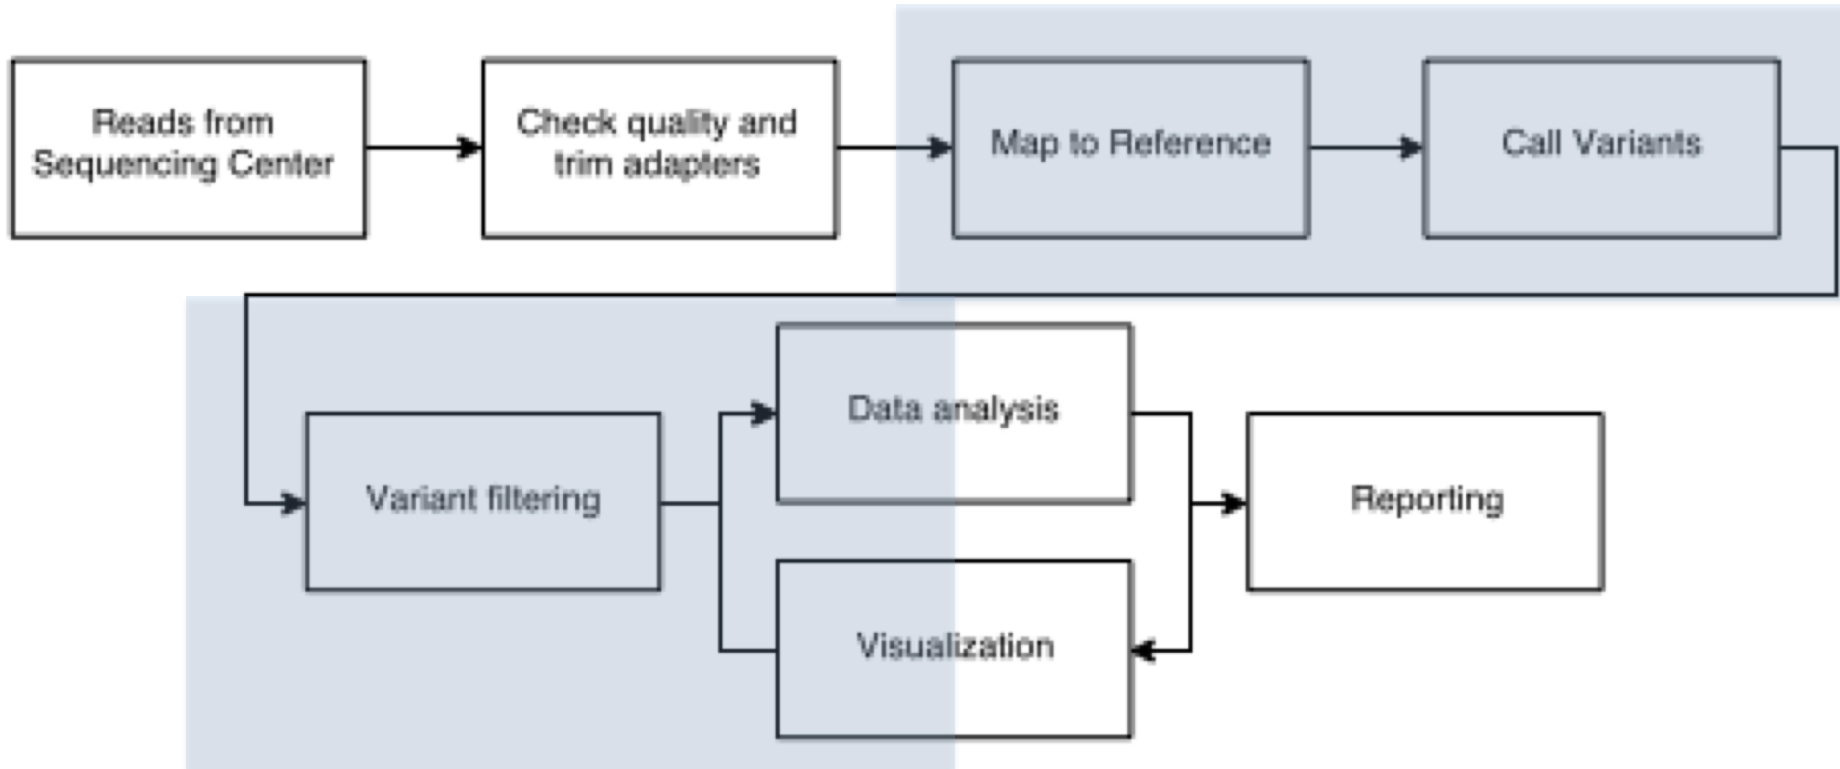 Reads from
Sequencing Center
Check quality and
trim adapters
Map to Reference
Call Variants
Variant filtering
Data analysis
Visualization
Reporting